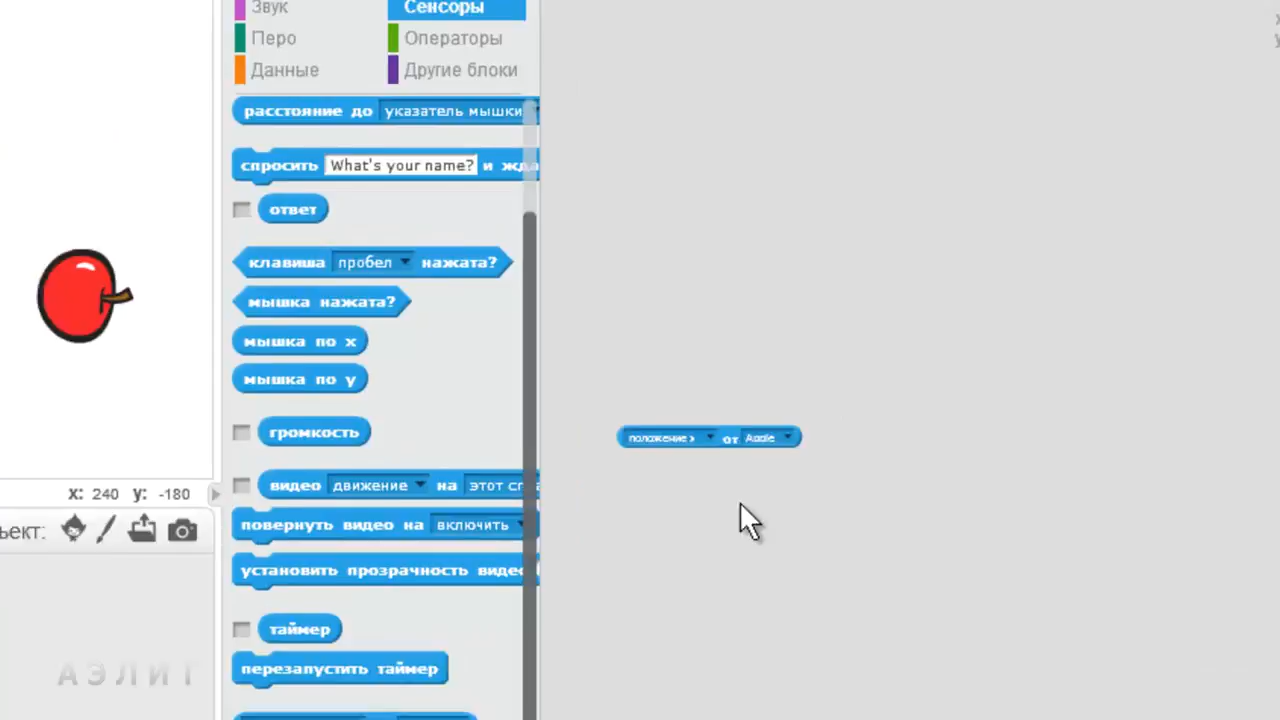 Звук Сенсоры
Перо Операторы
Данные Другие блоки
расстояние до указатель мышки
спросить What's your name? и жда
ответ
клавиша пробел нажата?
мышка нажата?
мышка по x
мышка по y
громкость
положение x от Apple
видео движение на этот сп
x: 240 y: -180
повернуть видео на включить
ъект:
установить прозрачность видео
таймер
перезапустить таймер
АЭЛИТ